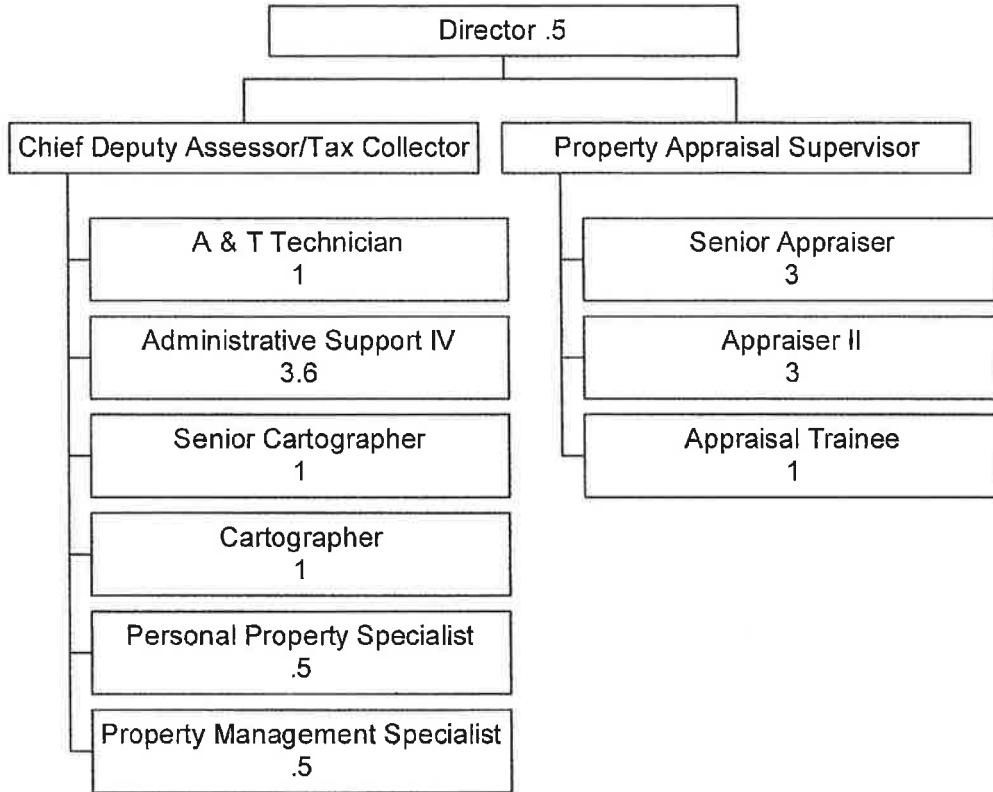 Director .5
Chief Deputy Assessor/Tax Collector
A & T Technician
1
Administrative Support IV
3.6
Senior Cartographer
1
Cartographer
1
Personal Property Specialist
.5
Property Management Specialist
.5
Property Appraisal Supervisor
Senior Appraiser
3
Appraiser II
3
Appraisal Trainee
1